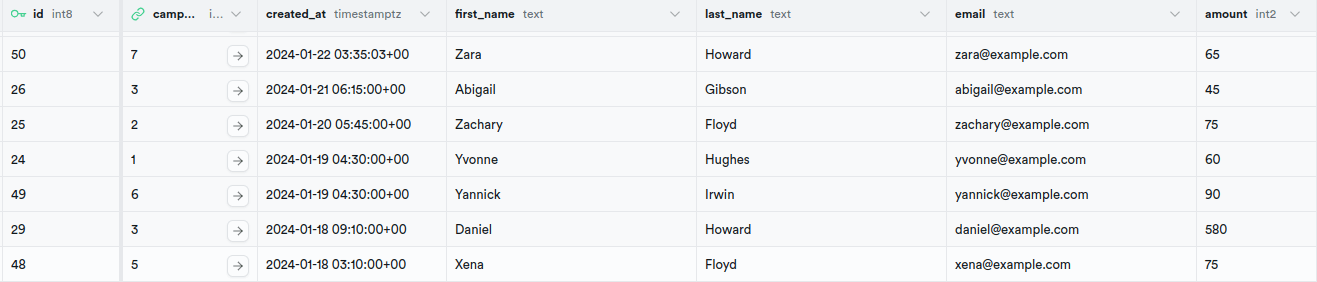 id int8 camp... i... created_at timestamptz first_name text last_name text email text amount int2
50 7 2024-01-22 03:35:03+00 Zara Howard zara@example.com 65
26 3 2024-01-21 06:15:00+00 Abigail Gibson abigail@example.com 45
25 2 2024-01-20 05:45:00+00 Zachary Floyd zachary@example.com 75
24 1 2024-01-19 04:30:00+00 Yvonne Hughes yvonne@example.com 60
49 6 2024-01-19 04:30:00+00 Yannick Irwin yannick@example.com 90
29 3 2024-01-18 09:10:00+00 Daniel Howard daniel@example.com 580
48 5 2024-01-18 03:10:00+00 Xena Floyd xena@example.com 75